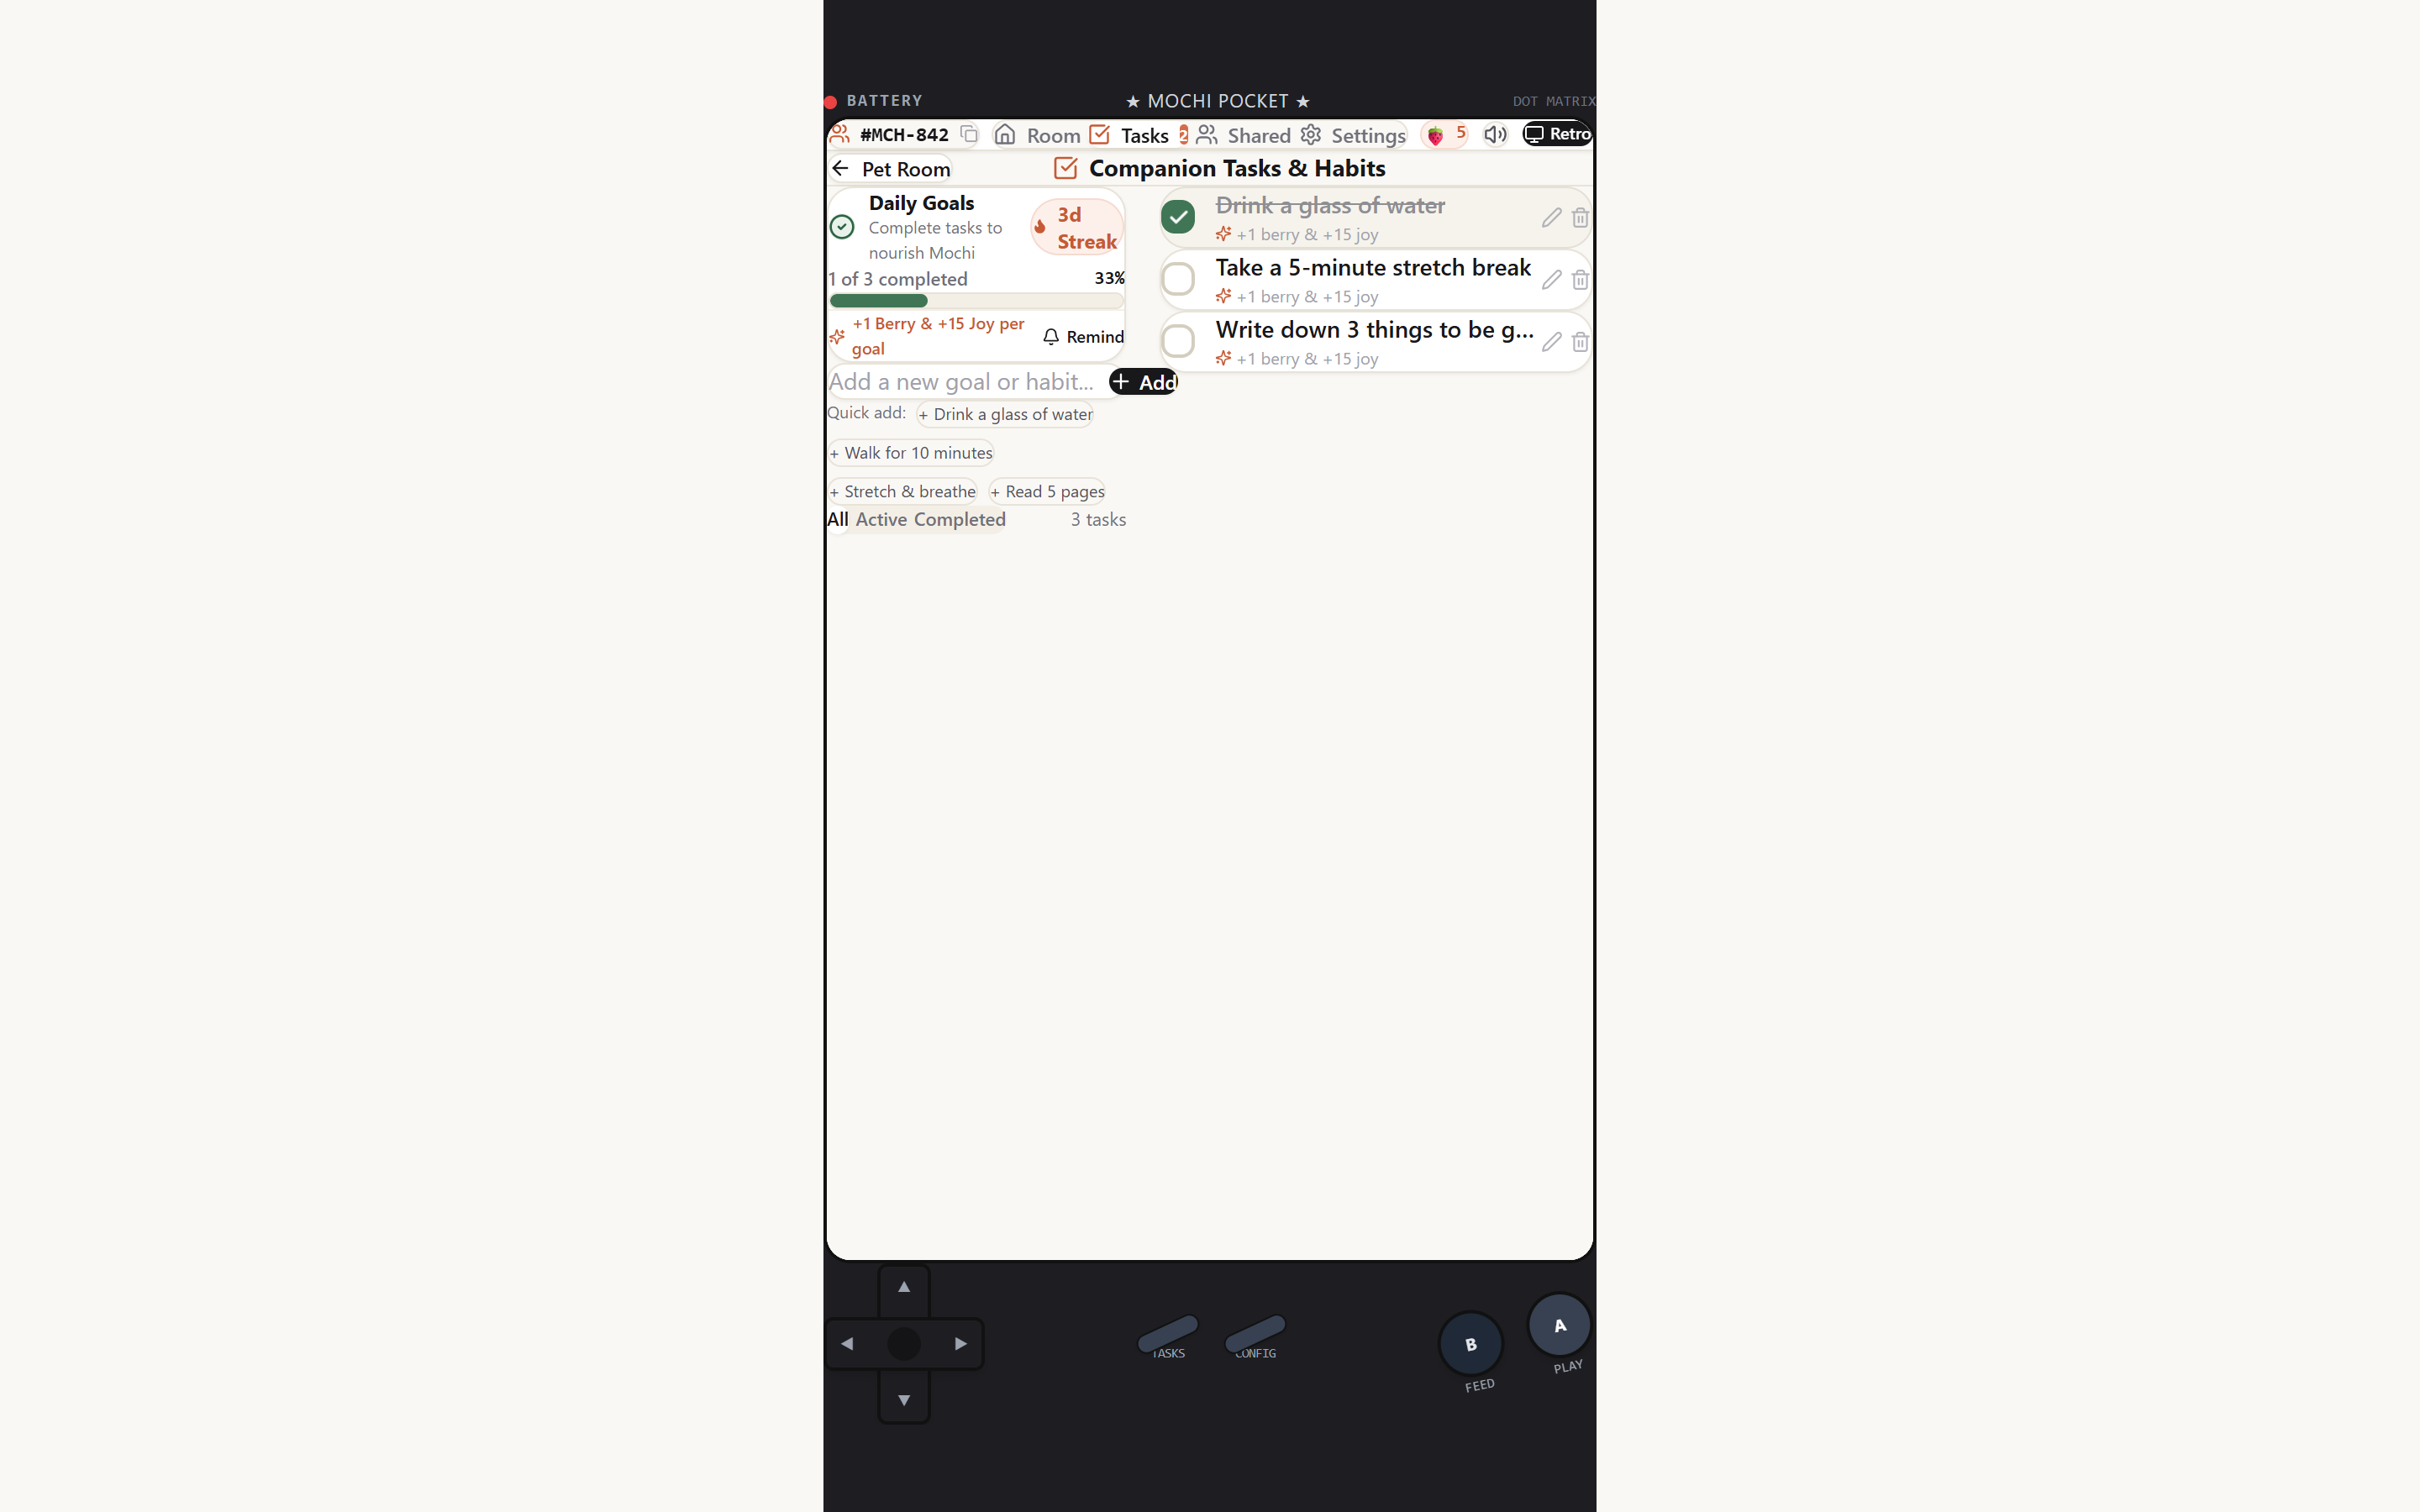 BATTERY
★ MOCHI POCKET ★
DOT MATRIX
#MCH-842
Room
Tasks
2
Shared
Settings
5
Retro
Pet Room
Companion Tasks & Habits
Daily Goals
Complete tasks to
nourish Mochi
3d
Streak
1 of 3 completed
33%
+1 Berry & +15 Joy per
goal
Remind
Add a new goal or habit...
+ Add
Quick add:
+ Drink a glass of water
+ Walk for 10 minutes
+ Stretch & breathe
+ Read 5 pages
All
Active
Completed
3 tasks
Drink a glass of water
+1 berry & +15 joy
Take a 5-minute stretch break
+1 berry & +15 joy
Write down 3 things to be g...
+1 berry & +15 joy
TASKS
CONFIG
B
FEED
A
PLAY